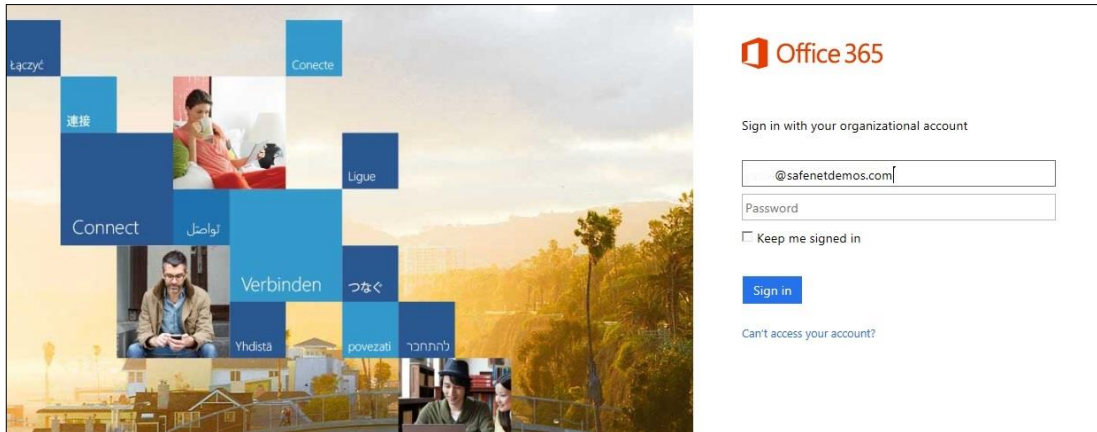 Łączyć
Conecte
連接
Ligue
Connect
تواصل
Verbinden
つなぐ
Yhdistä
povezati
להתחבר
Office 365
Sign in with your organizational account
@safenetdemos.com
Password
Keep me signed in
Sign in
Can't access your account?